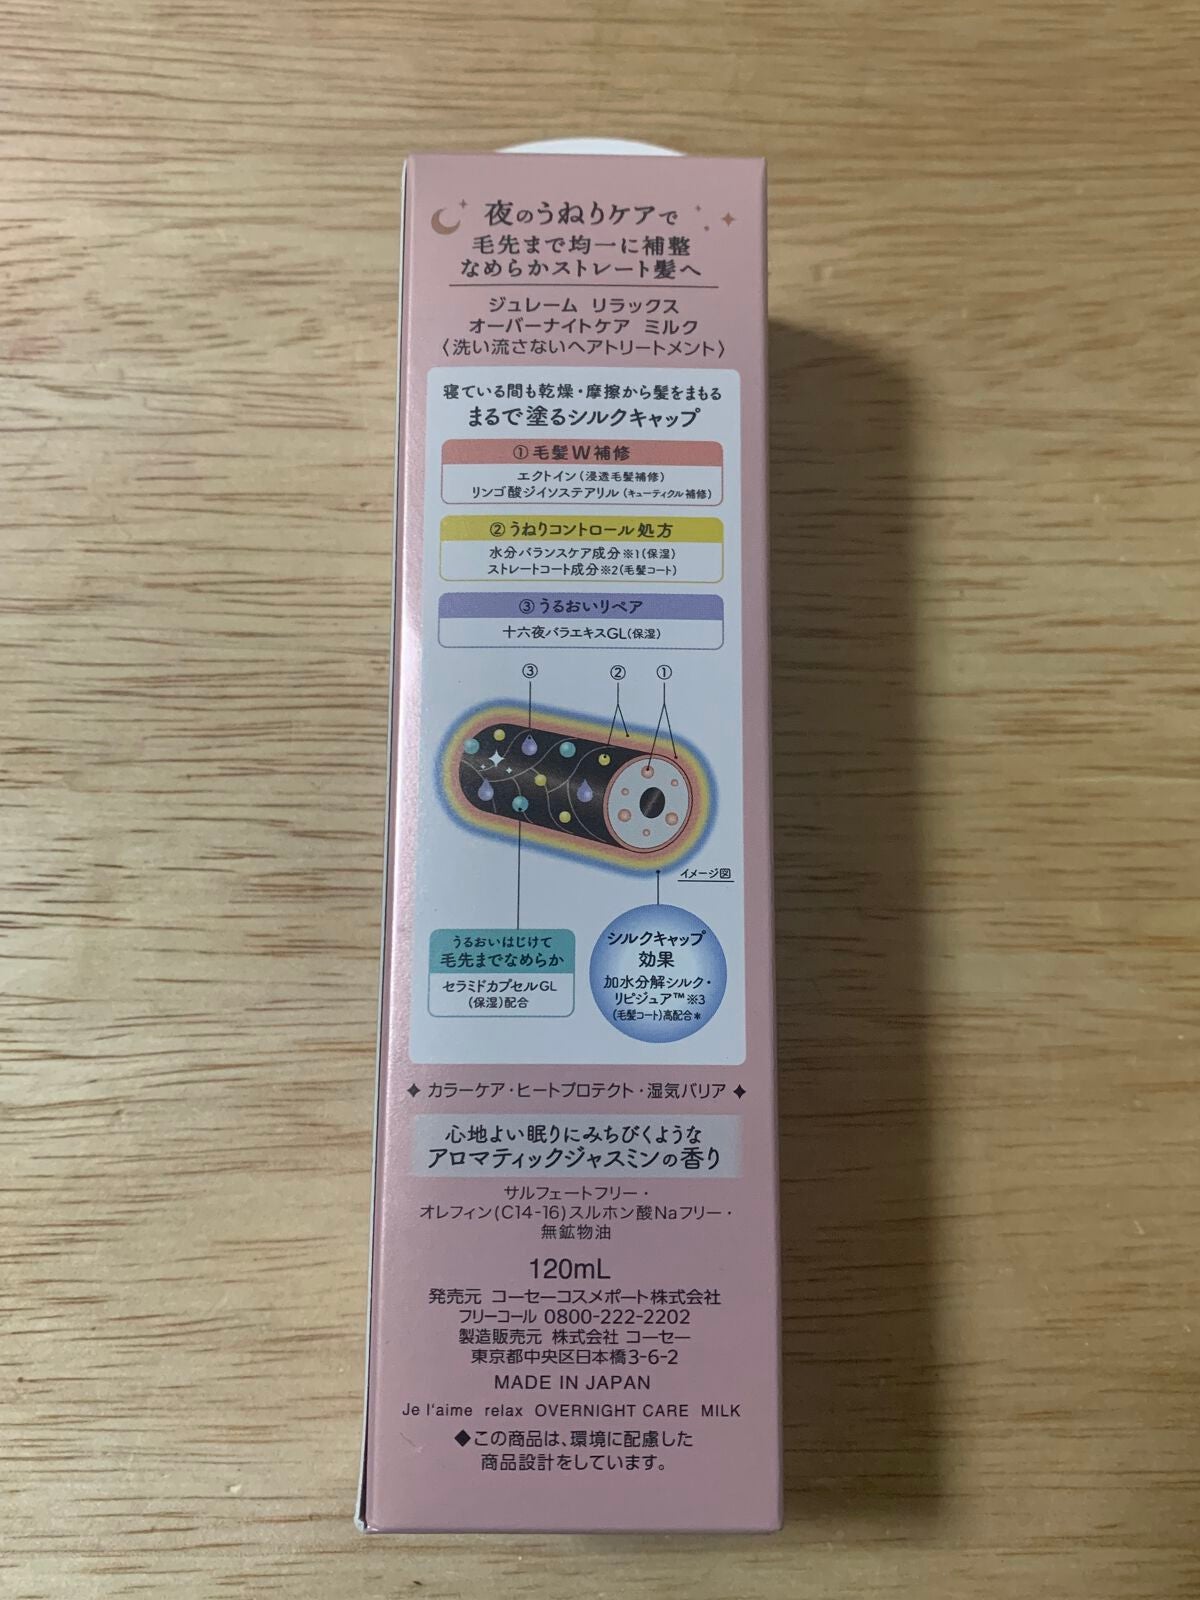 夜のうねりケアで
毛先まで均一に補整
なめらかストレート髪へ
ジュレーム リラックス
オーバーナイトケア ミルク
〈洗い流さないヘアトリートメント〉
寝ている間も乾燥・摩擦から髪をまもる
まるで塗るシルクキャップ
①毛髪W補修
エクトイン(浸透毛髪補修)
リンゴ酸ジイソステアリル(キューティクル補修)
②うねりコントロール処方
水分バランスケア成分※1(保湿)
ストレートコート成分※2(毛髪コート)
③うるおいリペア
十六夜バラエキスGL(保湿)
③ ② ①
イメージ図
うるおいはじけて
毛先までなめらか
セラミドカプセルGL
(保湿)配合
シルクキャップ
効果
加水分解シルク・
リピジュア™※3
(毛髪コート)高配合*
✦ カラーケア・ヒートプロテクト・湿気バリア ✦
心地よい眠りにみちびくような
アロマティックジャスミンの香り
サルフェートフリー・
オレフィン(C14-16)スルホン酸Naフリー・
無鉱物油
120mL
発売元 コーセーコスメポート株式会社
フリーコール 0800-222-2202
製造販売元 株式会社 コーセー
東京都中央区日本橋3-6-2
MADE IN JAPAN
Je l'aime relax OVERNIGHT CARE MILK
◆この商品は、環境に配慮した
商品設計をしています。